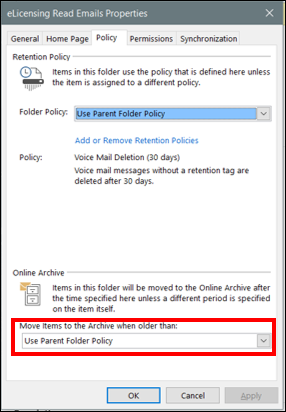 eLicensing Read Emails Properties
General Home Page Policy Permissions Synchronization
Retention Policy
Items in this folder use the policy that is defined here unless
the item is assigned to a different policy.
Folder Policy: Use Parent Folder Policy
Add or Remove Retention Policies
Policy: Voice Mail Deletion (30 days)
Voice mail messages without a retention tag are
deleted after 30 days.
Online Archive
Items in this folder will be moved to the Online Archive after
the time specified here unless a different period is specified
on the item itself.
Move Items to the Archive when older than:
Use Parent Folder Policy
OK Cancel Apply